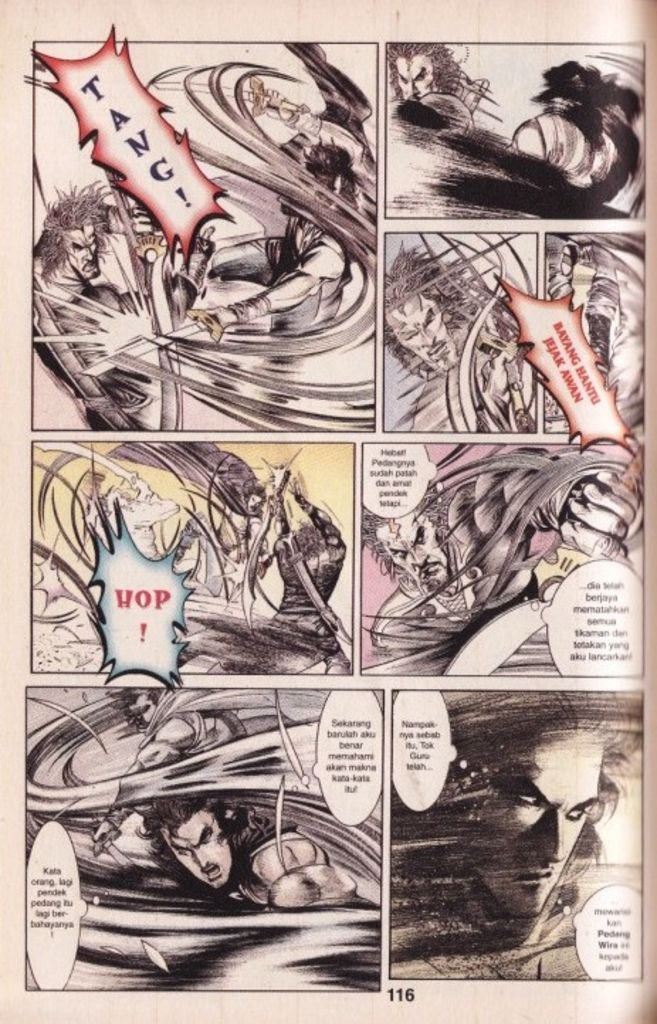 TANG!
BAYANG HANTU
JEJAK AWAN
HOP
!
Hebat!
Pedangnya
sudah patah
dan amat
pendek
tetapi...
...dia telah
berjaya
mematahkan
semua
tikaman dan
tetakan yang
aku lancarkan!
Sekarang
barulah aku
benar
memahami
akan makna
kata-kata
itu!
Kata
orang, lagi
pendek
pedang itu
lagi ber-
bahayanya
!
Nampak-
nya sebab
itu, Tok
Guru
telah...
mewaris-
kan
Pedang
Wira
kepada
aku!
116